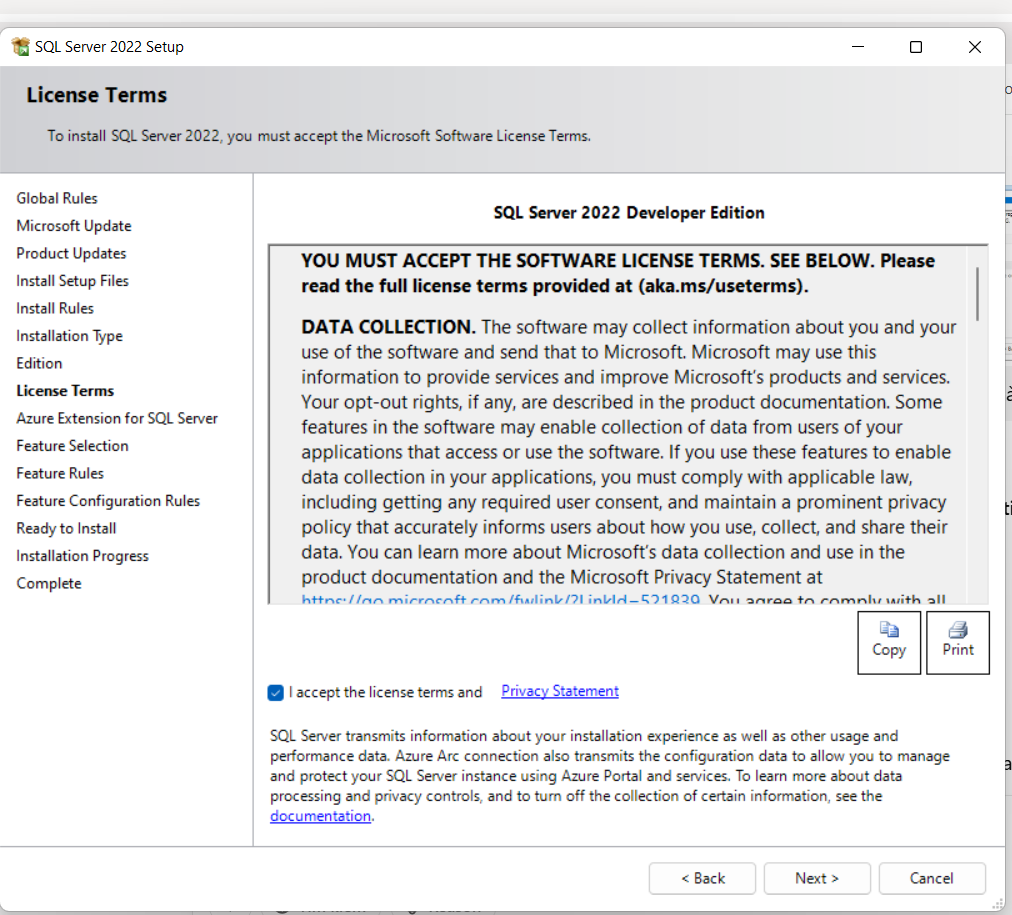 SQL Server 2022 Setup
License Terms
To install SQL Server 2022, you must accept the Microsoft Software License Terms.
Global Rules
Microsoft Update
Product Updates
Install Setup Files
Install Rules
Installation Type
Edition
License Terms
Azure Extension for SQL Server
Feature Selection
Feature Rules
Feature Configuration Rules
Ready to Install
Installation Progress
Complete
SQL Server 2022 Developer Edition
YOU MUST ACCEPT THE SOFTWARE LICENSE TERMS. SEE BELOW. Please
read the full license terms provided at (aka.ms/useterms).
DATA COLLECTION. The software may collect information about you and your
use of the software and send that to Microsoft. Microsoft may use this
information to provide services and improve Microsoft's products and services.
Your opt-out rights, if any, are described in the product documentation. Some
features in the software may enable collection of data from users of your
applications that access or use the software. If you use these features to enable
data collection in your applications, you must comply with applicable law,
including getting any required user consent, and maintain a prominent privacy
policy that accurately informs users about how you use, collect, and share their
data. You can learn more about Microsoft's data collection and use in the
product documentation and the Microsoft Privacy Statement at
https://go.microsoft.com/fwlink/?LinkId=521839. You agree to comply with all
Copy
Print
I accept the license terms and Privacy Statement
SQL Server transmits information about your installation experience as well as other usage and
performance data. Azure Arc connection also transmits the configuration data to allow you to manage
and protect your SQL Server instance using Azure Portal and services. To learn more about data
processing and privacy controls, and to turn off the collection of certain information, see the
documentation.
< Back
Next >
Cancel